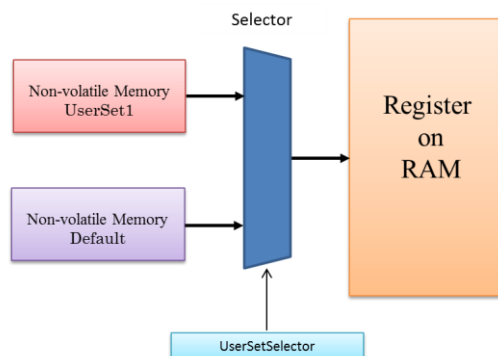 Selector
Non-volatile Memory
UserSet1
Register
on
RAM
Non-volatile Memory
Default
UserSetSelector